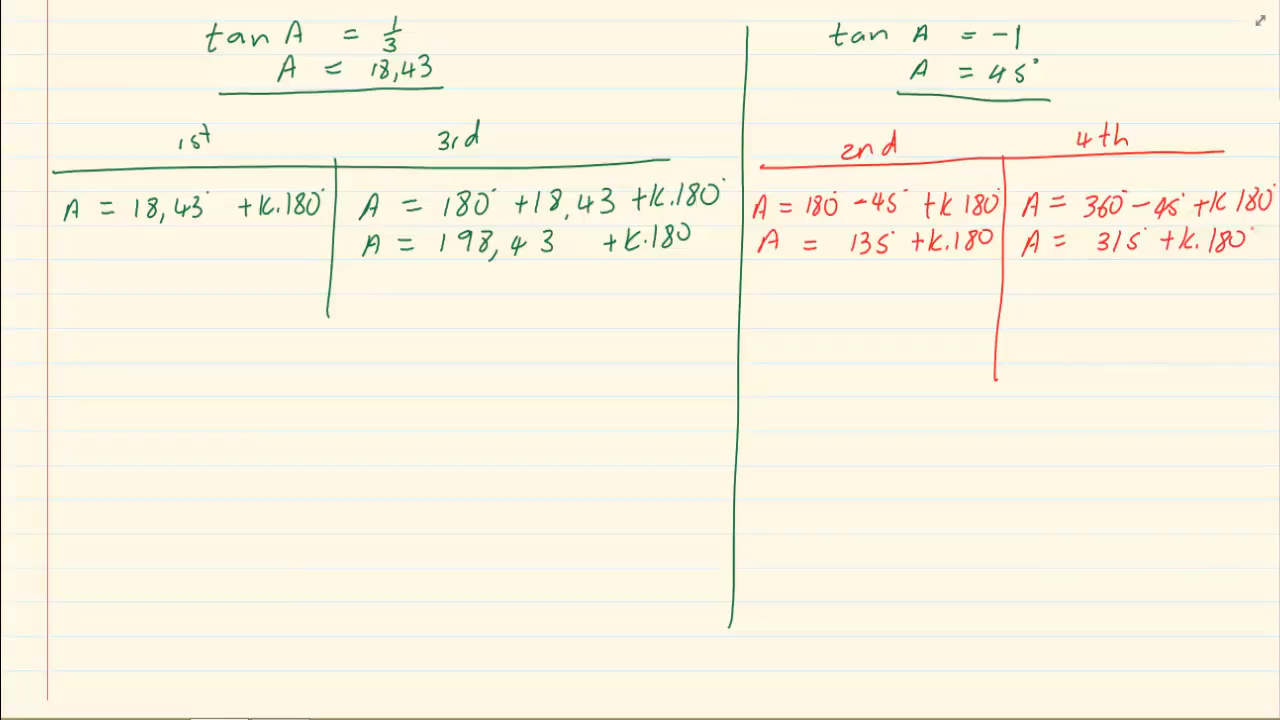 tan A = 1/3
A = 18,43
1st
3rd
A = 18,43° + k.180°
A = 180° + 18,43 + k.180°
A = 198,43 + k.180
tan A = -1
A = 45°
2nd
4th
A = 180° - 45° + k 180°
A = 135° + k.180
A = 360° - 45° + k 180°
A = 315° + k.180°